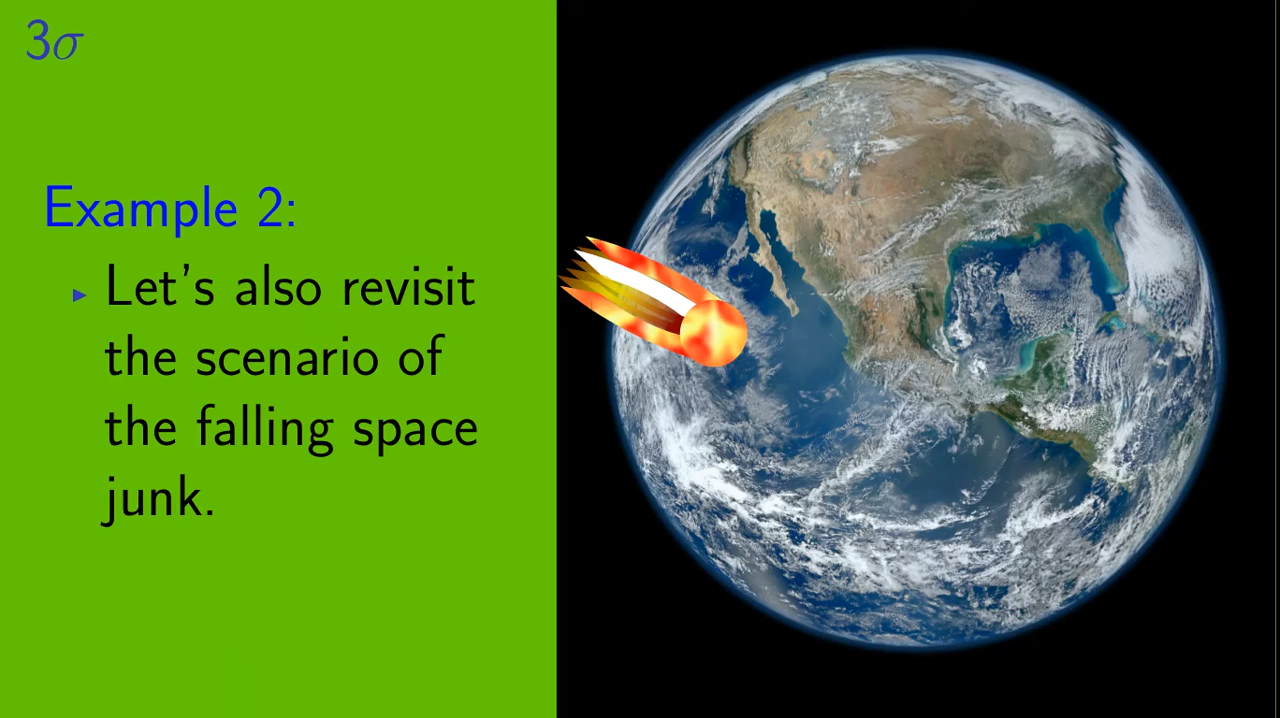 3σ
Example 2:
▸ Let's also revisit
the scenario of
the falling space
junk.